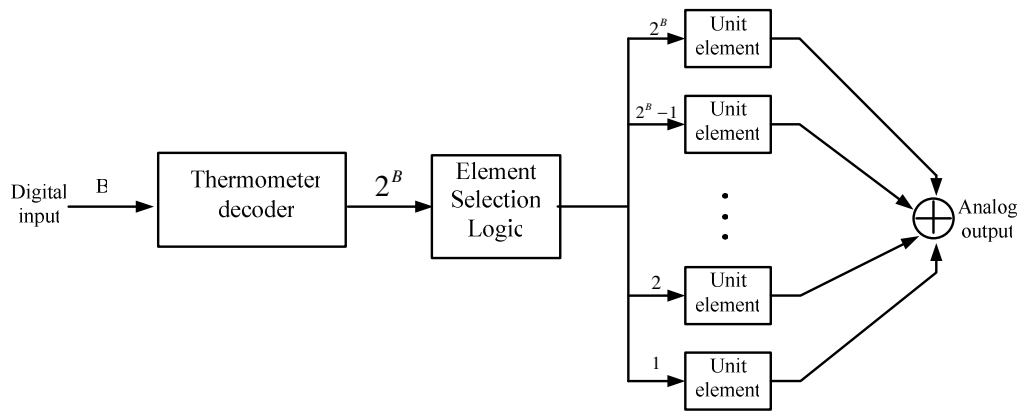 Digital
input
B
Thermometer
decoder
2^B
Element
Selection
Logic
2^B
Unit
element
2^B −1
Unit
element
2
Unit
element
1
Unit
element
Analog
output